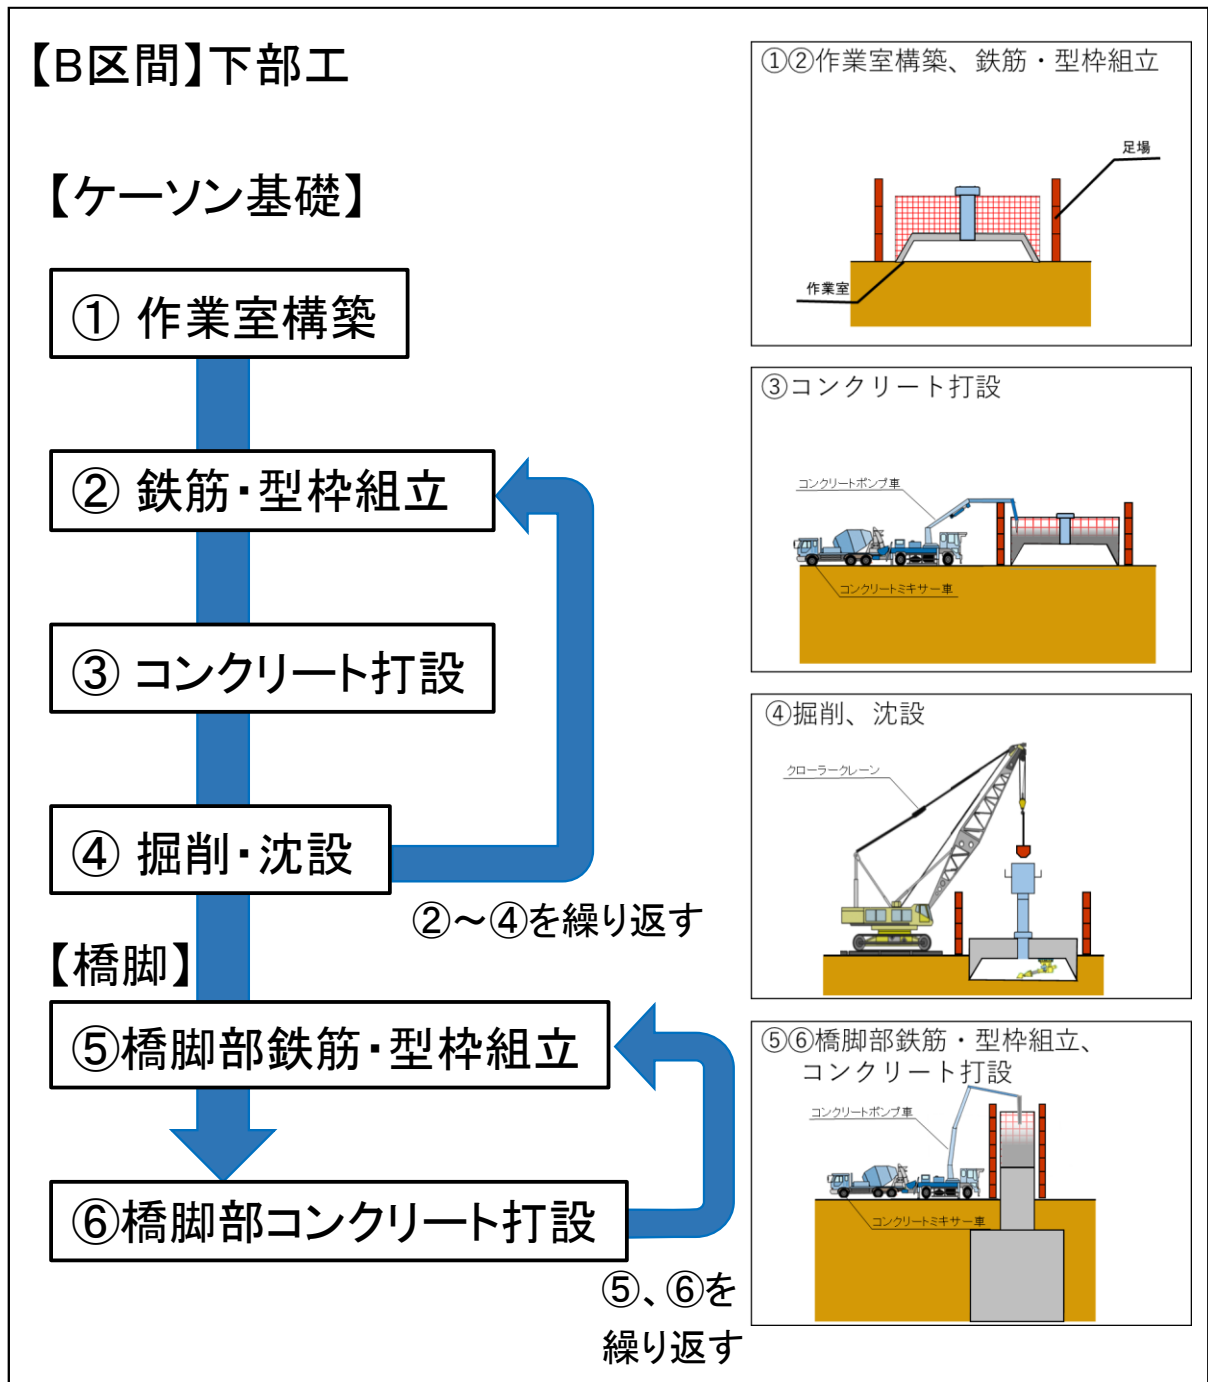 【B区間】下部工
【ケーソン基礎】
① 作業室構築
② 鉄筋・型枠組立
③ コンクリート打設
④ 掘削・沈設
②～④を繰り返す
【橋脚】
⑤橋脚部鉄筋・型枠組立
⑥橋脚部コンクリート打設
⑤、⑥を
繰り返す
①②作業室構築、鉄筋・型枠組立
足場
作業室
③コンクリート打設
コンクリートポンプ車
コンクリートミキサー車
④掘削、沈設
クローラークレーン
⑤⑥橋脚部鉄筋・型枠組立、
コンクリート打設
コンクリートポンプ車
コンクリートミキサー車